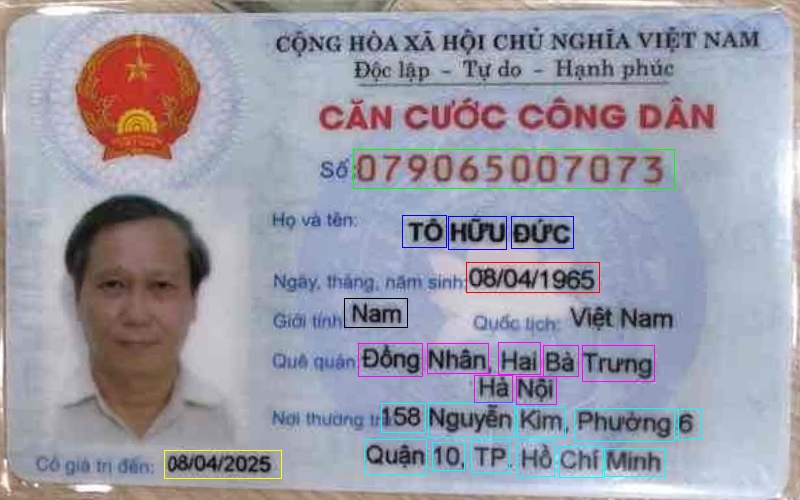 CỘNG HÒA XÃ HỘI CHỦ NGHĨA VIỆT NAM
Độc lập - Tự do - Hạnh phúc
CĂN CƯỚC CÔNG DÂN
Số 079065007073
Họ và tên: TÔ HỮU ĐỨC
Ngày, tháng, năm sinh: 08/04/1965
Giới tính: Nam Quốc tịch: Việt Nam
Quê quán: Đồng Nhân, Hai Bà Trưng
Hà Nội
Nơi thường tr 158 Nguyễn Kim, Phường 6
Quận 10, TP. Hồ Chí Minh
Có giá trị đến: 08/04/2025